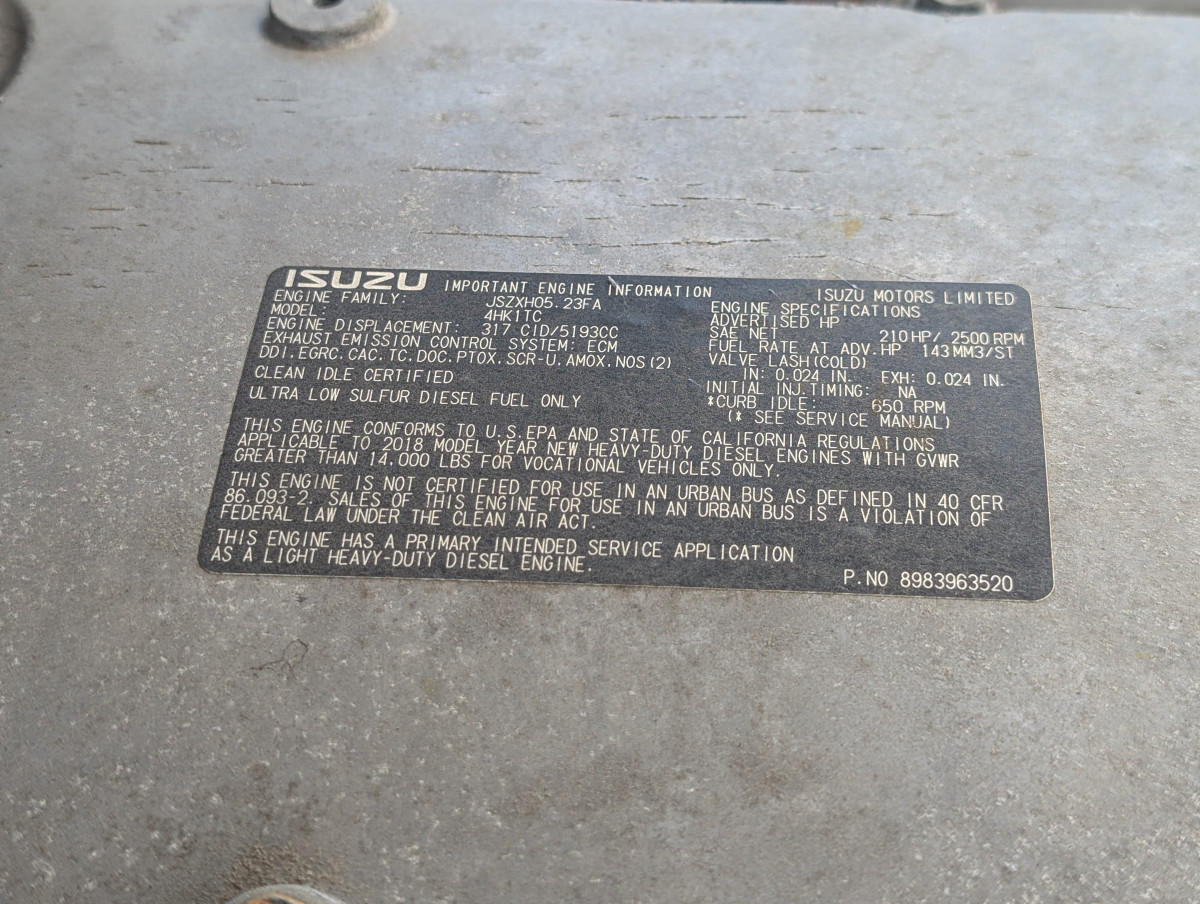 ISUZU IMPORTANT ENGINE INFORMATION ISUZU MOTORS LIMITED
ENGINE FAMILY: JSZXH05.23FA
MODEL: 4HK1TC
ENGINE DISPLACEMENT: 317 CID/5193CC
EXHAUST EMISSION CONTROL SYSTEM: ECM
DDI.EGRC.CAC.TC.DOC.PTOX.SCR-U.AMOX.NOS(2)
CLEAN IDLE CERTIFIED
ULTRA LOW SULFUR DIESEL FUEL ONLY
ENGINE SPECIFICATIONS
ADVERTISED HP
SAE NET 210HP/ 2500RPM
FUEL RATE AT ADV.HP 143MM3/ST
VALVE LASH(COLD)
IN: 0.024 IN. EXH: 0.024 IN.
INITIAL INJ.TIMING: NA
*CURB IDLE: 650 RPM
(* SEE SERVICE MANUAL)
THIS ENGINE CONFORMS TO U.S.EPA AND STATE OF CALIFORNIA REGULATIONS
APPLICABLE TO 2018 MODEL YEAR NEW HEAVY-DUTY DIESEL ENGINES WITH GVWR
GREATER THAN 14.000 LBS FOR VOCATIONAL VEHICLES ONLY.
THIS ENGINE IS NOT CERTIFIED FOR USE IN AN URBAN BUS AS DEFINED IN 40 CFR
86.093-2. SALES OF THIS ENGINE FOR USE IN AN URBAN BUS IS A VIOLATION OF
FEDERAL LAW UNDER THE CLEAN AIR ACT.
THIS ENGINE HAS A PRIMARY INTENDED SERVICE APPLICATION
AS A LIGHT HEAVY-DUTY DIESEL ENGINE.
P.NO 8983963520